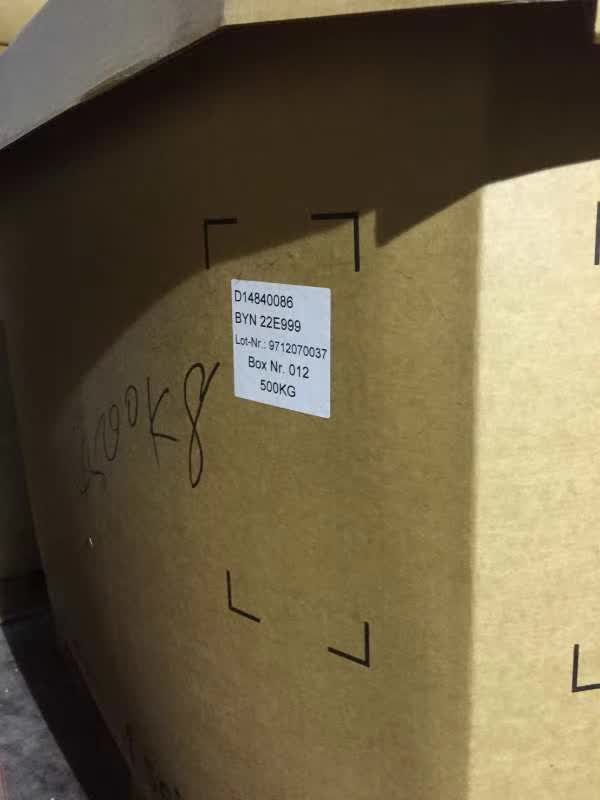 D14840086
BYN 22E999
Lot-Nr.: 9712070037
Box Nr. 012
500KG
500Kg